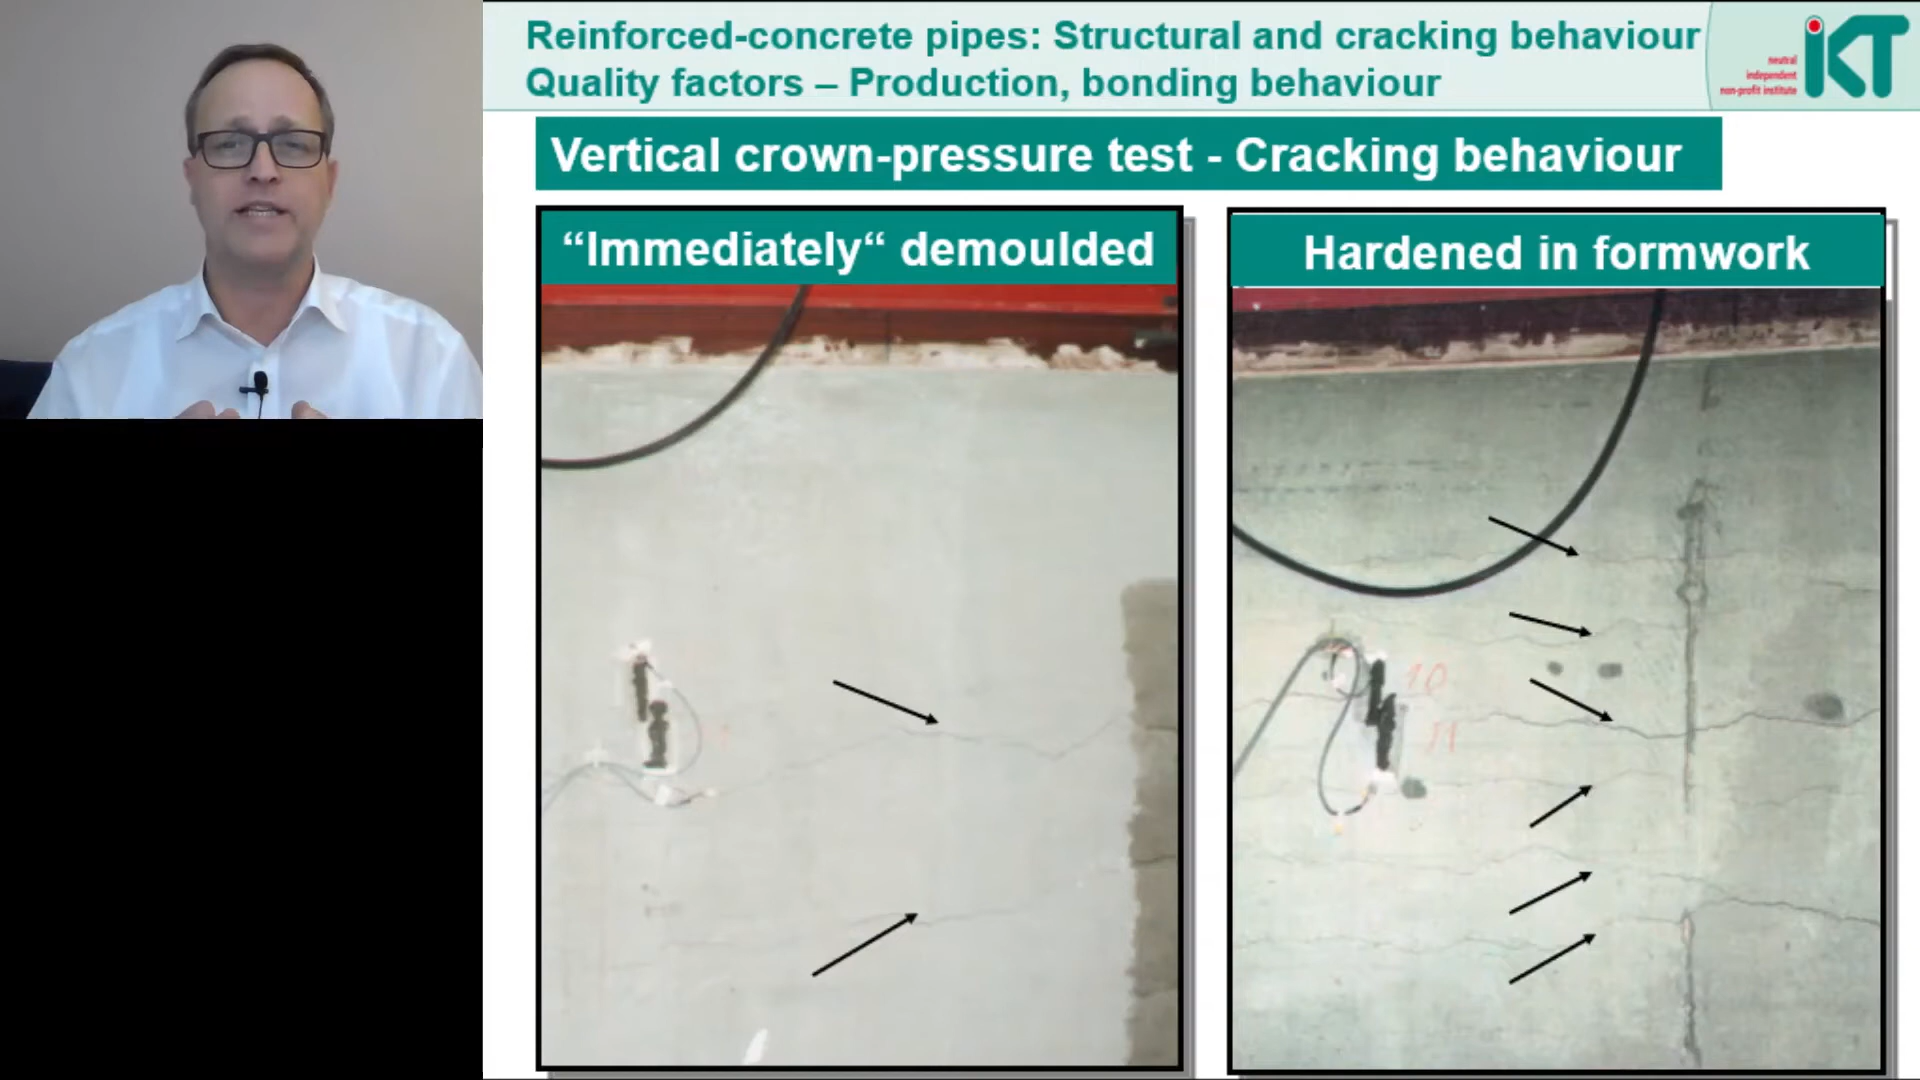 Reinforced-concrete pipes: Structural and cracking behaviour
Quality factors – Production, bonding behaviour
neutral
independent
non-profit institute
iKT
Vertical crown-pressure test - Cracking behaviour
“Immediately“ demoulded
Hardened in formwork
10
11